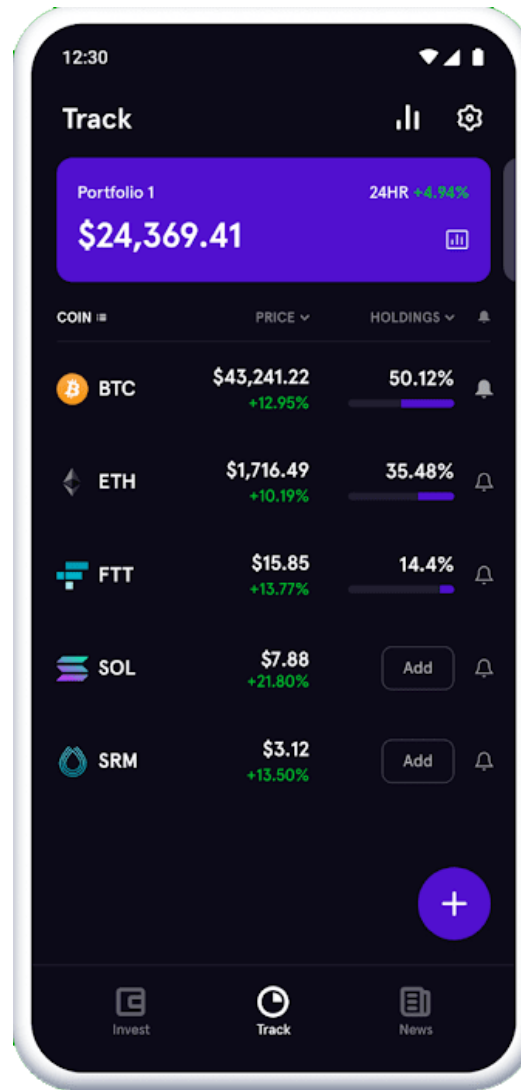 12:30
Track
Portfolio 1 24HR +4.94%
$24,369.41
COIN PRICE HOLDINGS
BTC $43,241.22 50.12%
+12.95%
ETH $1,716.49 35.48%
+10.19%
FTT $15.85 14.4%
+13.77%
SOL $7.88 Add
+21.80%
SRM $3.12 Add
+13.50%
Invest Track News